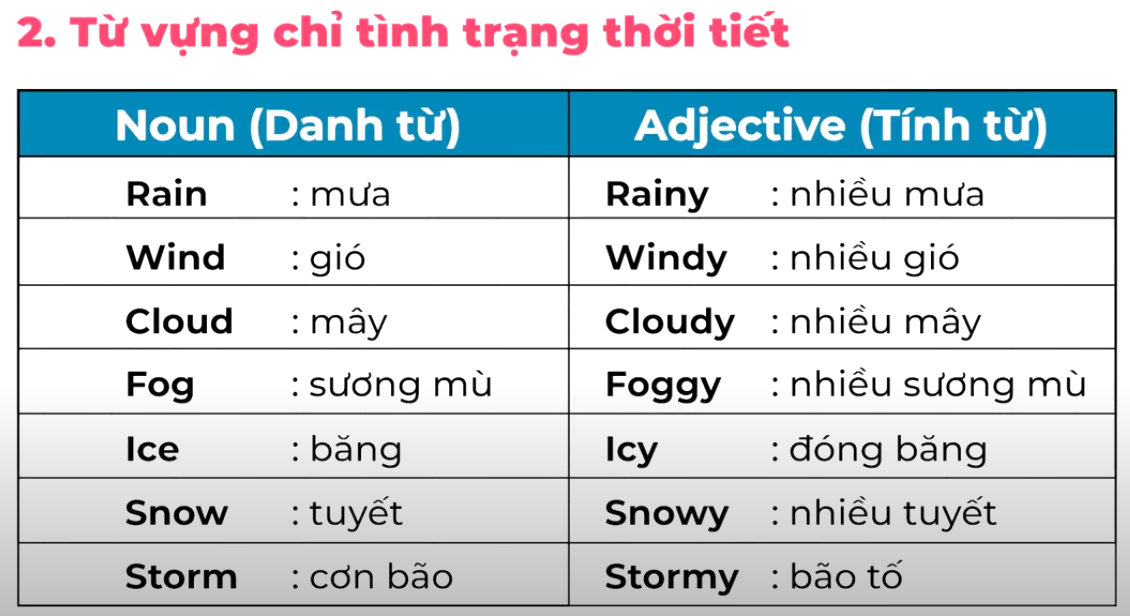 2. Từ vựng chỉ tình trạng thời tiết
Noun (Danh từ) Adjective (Tính từ)
Rain : mưa Rainy : nhiều mưa
Wind : gió Windy : nhiều gió
Cloud : mây Cloudy : nhiều mây
Fog : sương mù Foggy : nhiều sương mù
Ice : băng Icy : đóng băng
Snow : tuyết Snowy : nhiều tuyết
Storm : cơn bão Stormy : bão tố